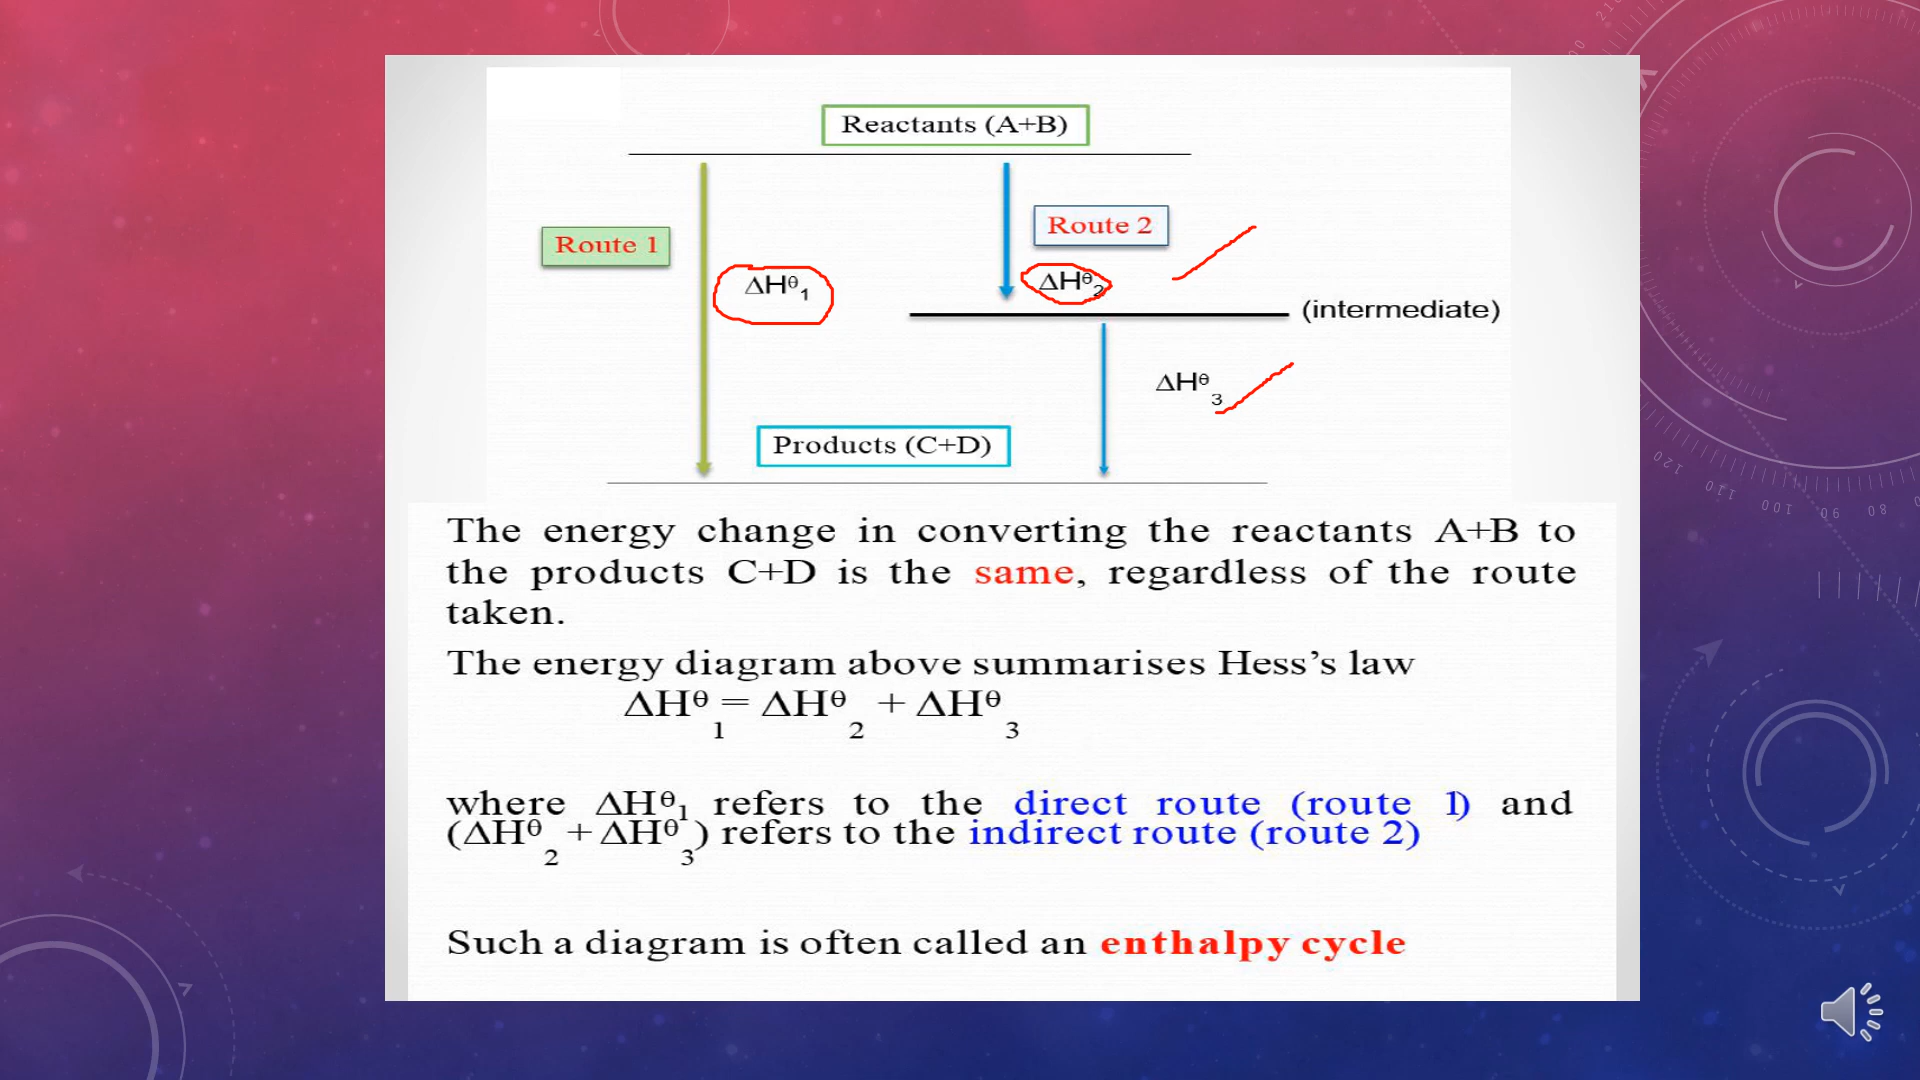 Reactants (A+B)
Route 1
Route 2
ΔHᶿ₁
ΔHᶿ₂
(intermediate)
ΔHᶿ₃
Products (C+D)
The energy change in converting the reactants A+B to
the products C+D is the same, regardless of the route
taken.
The energy diagram above summarises Hess’s law
ΔHᶿ₁ = ΔHᶿ₂ + ΔHᶿ₃
where ΔHᶿ₁ refers to the direct route (route 1) and
(ΔHᶿ₂ + ΔHᶿ₃) refers to the indirect route (route 2)
Such a diagram is often called an enthalpy cycle